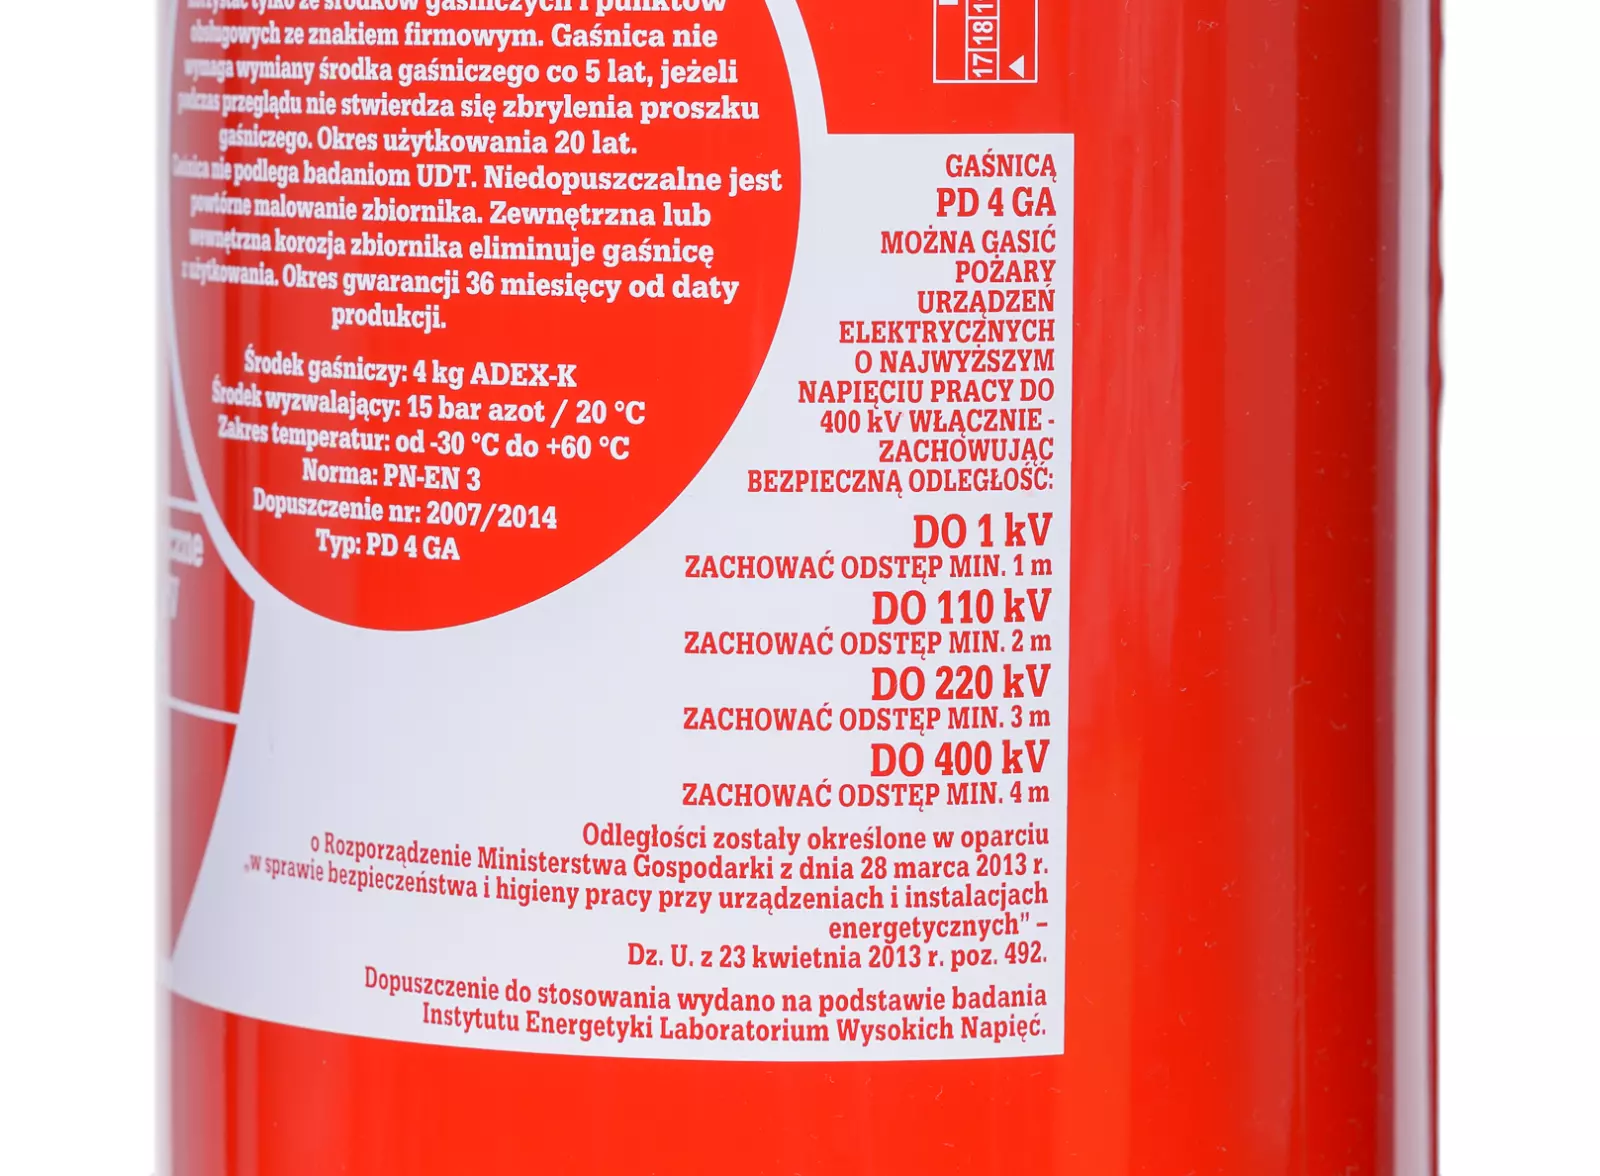 korzystać tylko ze środków gaśniczych i punktów
obsługowych ze znakiem firmowym. Gaśnica nie
wymaga wymiany środka gaśniczego co 5 lat, jeżeli
podczas przeglądu nie stwierdza się zbrylenia proszku
gaśniczego. Okres użytkowania 20 lat.
Gaśnica nie podlega badaniom UDT. Niedopuszczalne jest
powtórne malowanie zbiornika. Zewnętrzna lub
wewnętrzna korozja zbiornika eliminuje gaśnicę
z użytkowania. Okres gwarancji 36 miesięcy od daty
produkcji.
Środek gaśniczy: 4 kg ADEX-K
Środek wyzwalający: 15 bar azot / 20 °C
Zakres temperatur: od -30 °C do +60 °C
Norma: PN-EN 3
Dopuszczenie nr: 2007/2014
Typ: PD 4 GA
17 18
GAŚNICĄ
PD 4 GA
MOŻNA GASIĆ
POŻARY
URZĄDZEŃ
ELEKTRYCZNYCH
O NAJWYŻSZYM
NAPIĘCIU PRACY DO
400 kV WŁĄCZNIE -
ZACHOWUJĄC
BEZPIECZNĄ ODLEGŁOŚĆ:
DO 1 kV
ZACHOWAĆ ODSTĘP MIN. 1 m
DO 110 kV
ZACHOWAĆ ODSTĘP MIN. 2 m
DO 220 kV
ZACHOWAĆ ODSTĘP MIN. 3 m
DO 400 kV
ZACHOWAĆ ODSTĘP MIN. 4 m
Odległości zostały określone w oparciu
o Rozporządzenie Ministerstwa Gospodarki z dnia 28 marca 2013 r.
„w sprawie bezpieczeństwa i higieny pracy przy urządzeniach i instalacjach
energetycznych” –
Dz. U. z 23 kwietnia 2013 r. poz. 492.
Dopuszczenie do stosowania wydano na podstawie badania
Instytutu Energetyki Laboratorium Wysokich Napięć.